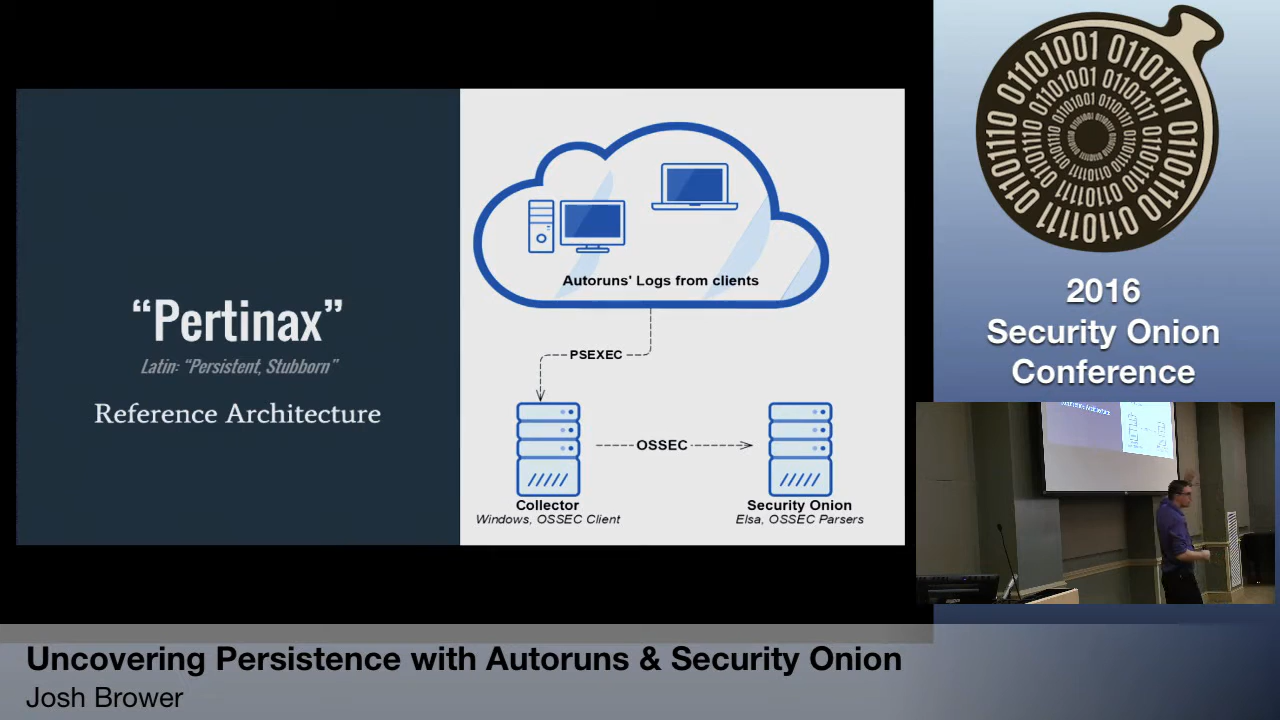 “Pertinax”
Latin: “Persistent, Stubborn”
Reference Architecture
Autoruns' Logs from clients
PSEXEC
OSSEC
Collector
Windows, OSSEC Client
Security Onion
Elsa, OSSEC Parsers
2016
Security Onion
Conference
Uncovering Persistence with Autoruns & Security Onion
Josh Brower